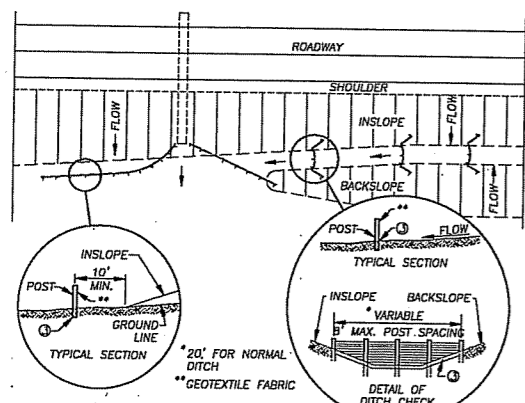 ROADWAY
SHOULDER
FLOW
INSLOPE
FLOW
BACKSLOPE
FLOW
POST
**
FLOW
TYPICAL SECTION
INSLOPE
10'
MIN.
POST
**
GROUND
LINE
TYPICAL SECTION
*20' FOR NORMAL
DITCH
**GEOTEXTILE FABRIC
INSLOPE
BACKSLOPE
*VARIABLE
8' MAX. POST SPACING
DETAIL OF
DITCH CHECK